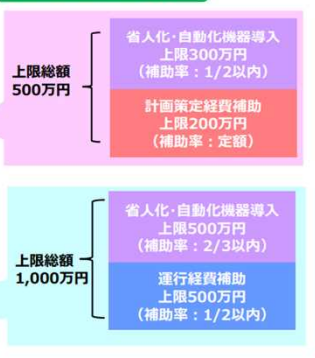 上限総額
500万円
省人化・自動化機器導入
上限300万円
（補助率：1/2以内）
計画策定経費補助
上限200万円
（補助率：定額）
上限総額
1,000万円
省人化・自動化機器導入
上限500万円
（補助率：2/3以内）
運行経費補助
上限500万円
（補助率：1/2以内）